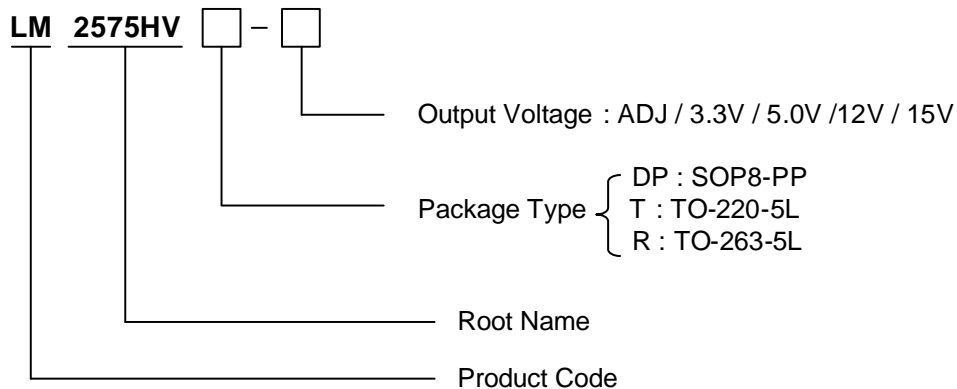 LM 2575HV □ – □
Output Voltage : ADJ / 3.3V / 5.0V /12V / 15V
DP : SOP8-PP
Package Type
T : TO-220-5L
R : TO-263-5L
Root Name
Product Code